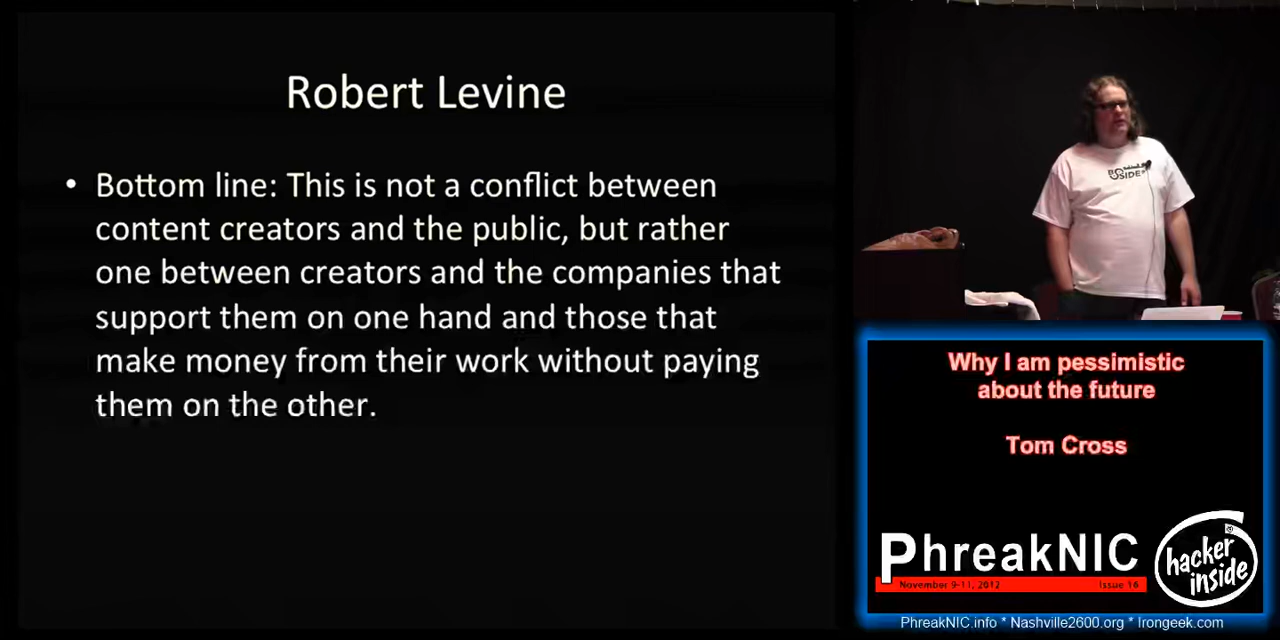 Robert Levine
• Bottom line: This is not a conflict between
content creators and the public, but rather
one between creators and the companies that
support them on one hand and those that
make money from their work without paying
them on the other.
Why I am pessimistic
about the future
Tom Cross
PhreakNIC
November 9-11, 2012 Issue 16
hacker
inside
PhreakNIC.info * Nashville2600.org * Irongeek.com